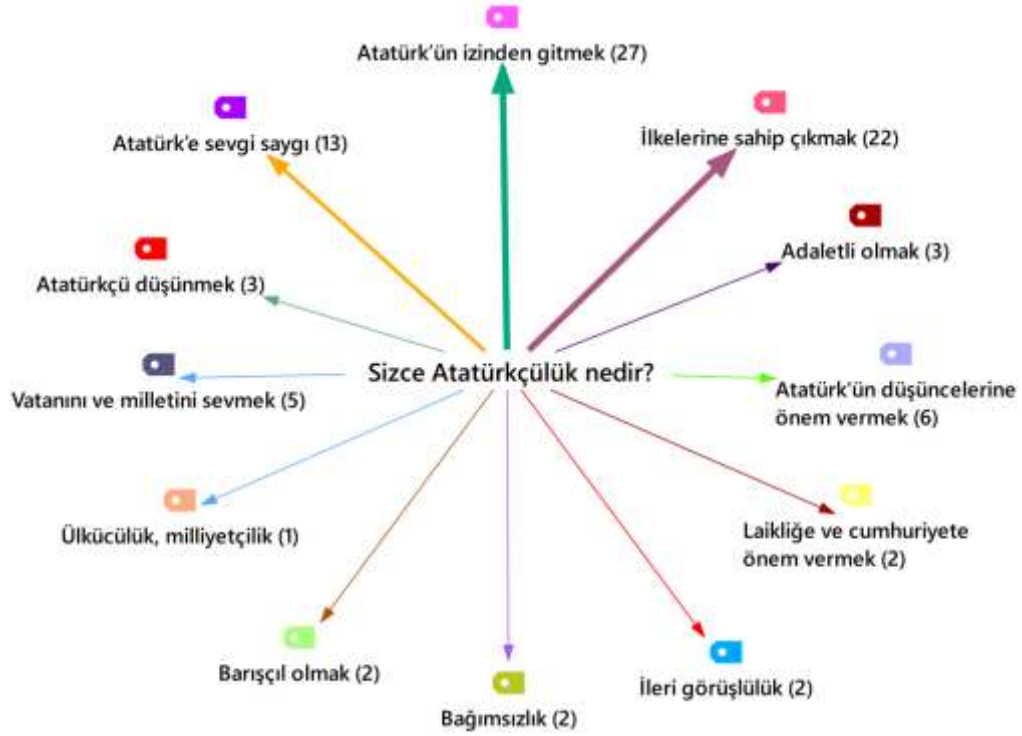 Atatürk'ün izinden gitmek (27)
Atatürk'e sevgi saygı (13)
İlkelerine sahip çıkmak (22)
Adaletli olmak (3)
Atatürkçü düşünmek (3)
Sizce Atatürkçülük nedir?
Vatanını ve milletini sevmek (5)
Atatürk'ün düşüncelerine
önem vermek (6)
Ülkücülük, milliyetçilik (1)
Laikliğe ve cumhuriyete
önem vermek (2)
Barışçıl olmak (2)
Bağımsızlık (2)
İleri görüşlülük (2)